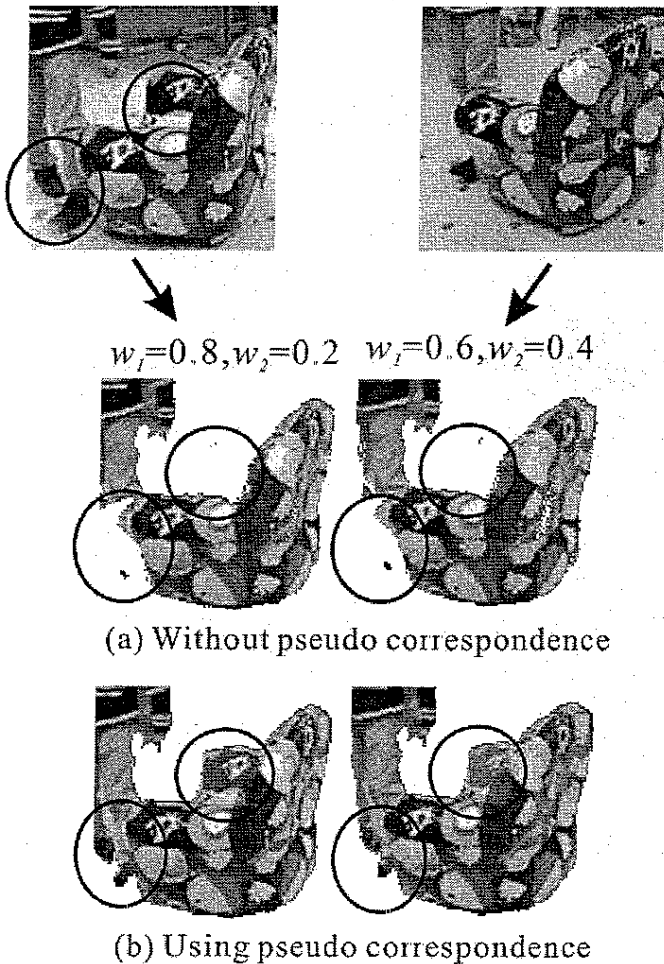 w₁=0.8,w₂=0.2 w₁=0.6,w₂=0.4
(a) Without pseudo correspondence
(b) Using pseudo correspondence